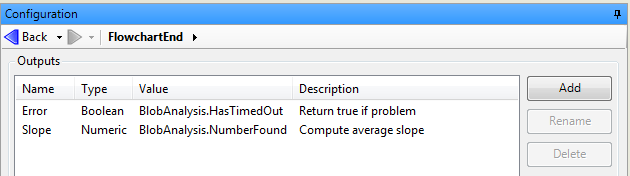 Configuration
Back FlowchartEnd
Outputs
Name Type Value Description
Error Boolean BlobAnalysis.HasTimedOut Return true if problem
Slope Numeric BlobAnalysis.NumberFound Compute average slope
Add
Rename
Delete